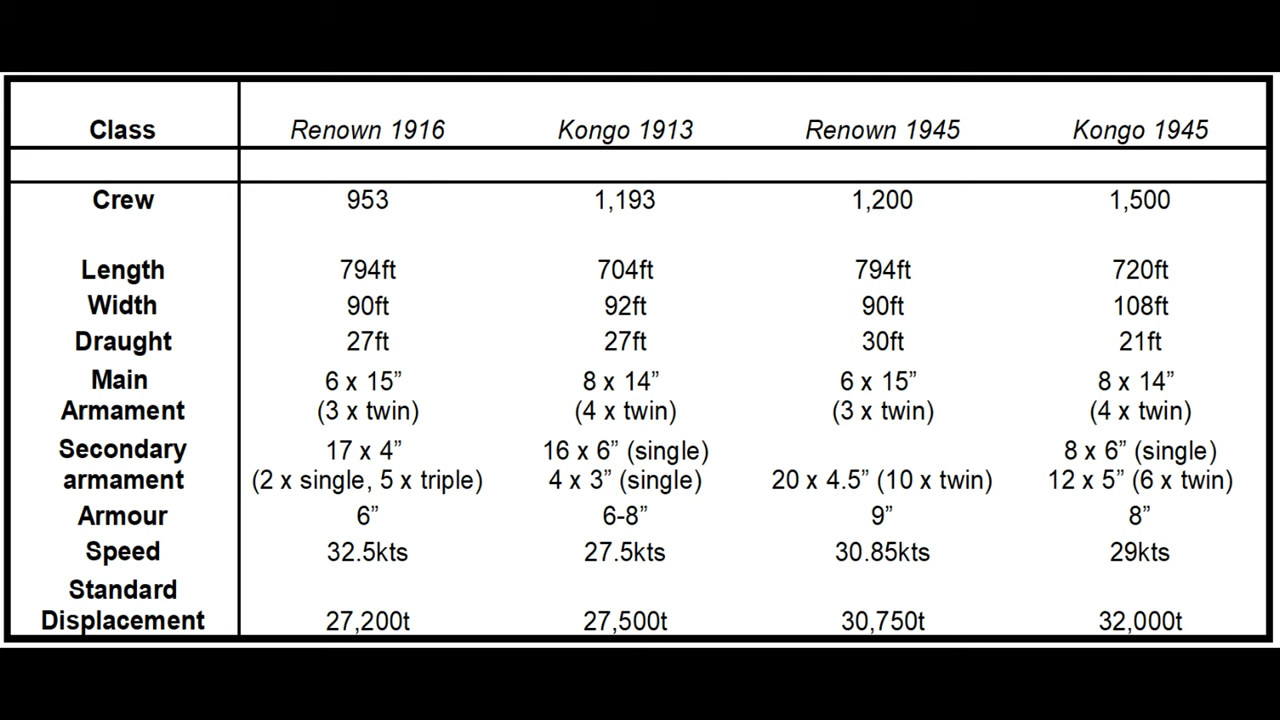 Class Renown 1916 Kongo 1913 Renown 1945 Kongo 1945
Crew 953 1,193 1,200 1,500
Length 794ft 704ft 794ft 720ft
Width 90ft 92ft 90ft 108ft
Draught 27ft 27ft 30ft 21ft
Main 6 x 15” 8 x 14” 6 x 15” 8 x 14”
Armament (3 x twin) (4 x twin) (3 x twin) (4 x twin)
Secondary 17 x 4” 16 x 6” (single) 8 x 6” (single)
armament (2 x single, 5 x triple) 4 x 3” (single) 20 x 4.5” (10 x twin) 12 x 5” (6 x twin)
Armour 6” 6-8” 9” 8”
Speed 32.5kts 27.5kts 30.85kts 29kts
Standard
Displacement 27,200t 27,500t 30,750t 32,000t